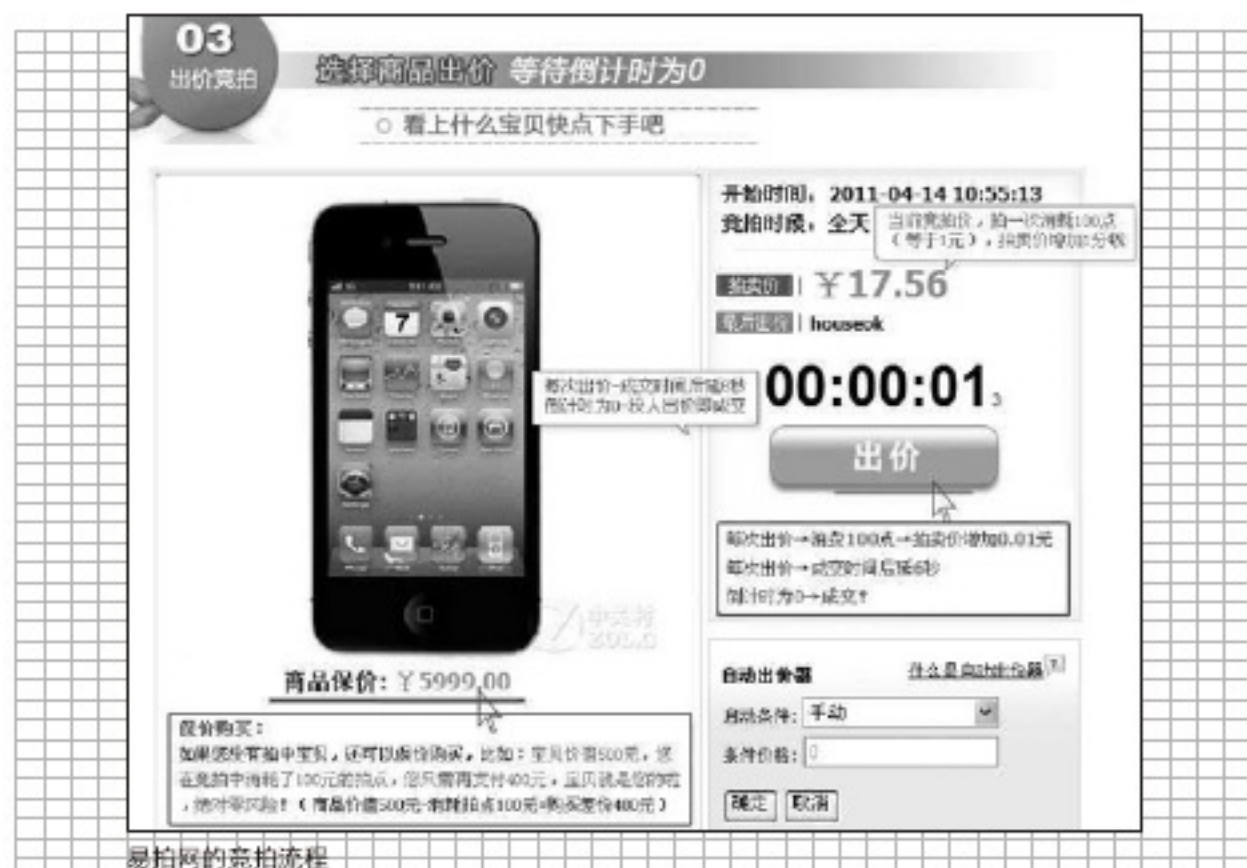 03
出价竞拍
选择商品出价 等待倒计时为0
看上什么宝贝快点下手吧
开拍时间：2011-04-14 10:55:13
竞拍时段：全天
当前竞拍价，拍一次消耗100点
（等于1元），拍卖价增加1分钱
拍卖价 ￥17.56
最后出价 houseok
每次出价-成交时间后延6秒
倒计时为0-没人出价即成交
00:00:01 3
出价
每次出价→消费100点→拍卖价增加0.01元
每次出价→成交时间后延6秒
倒计时为0→成交！
商品保价：￥5999.00
保价购买：
如果您没有拍中宝贝，还可以保价购买，比如：宝贝价值500元，您
在竞拍中消耗了100元的拍点，您只需再支付400元，宝贝就是您的啦
，绝对零风险！（商品价值500元-消耗拍点100元=购买差价400元）
自动出价器 什么是自动出价器
启动条件：手动
条件价格：0
确定 取消
易拍网的竞拍流程